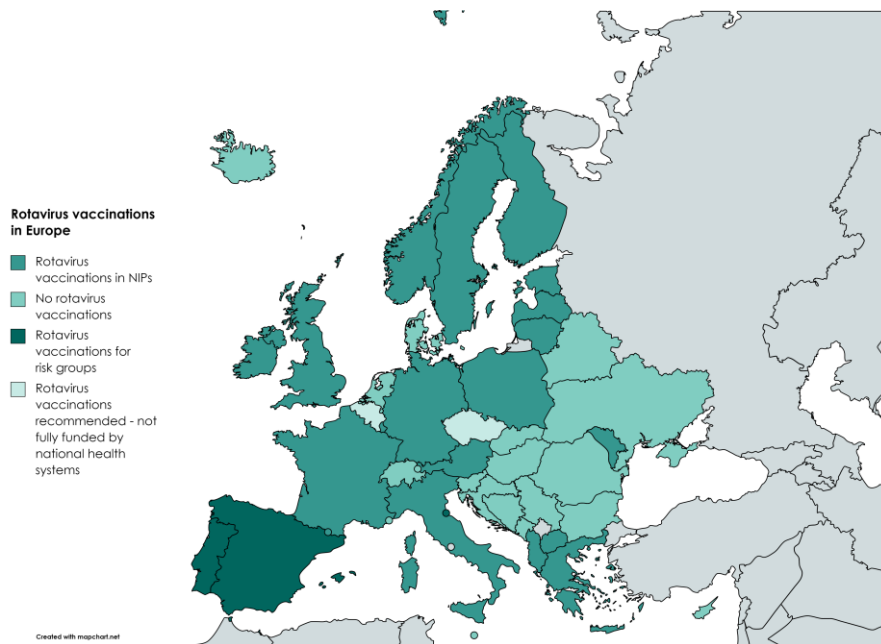 Rotavirus vaccinations
in Europe
Rotavirus
vaccinations in NIPs
No rotavirus
vaccinations
Rotavirus
vaccinations for
risk groups
Rotavirus
vaccinations
recommended - not
fully funded by
national health
systems
Created with mapchart.net